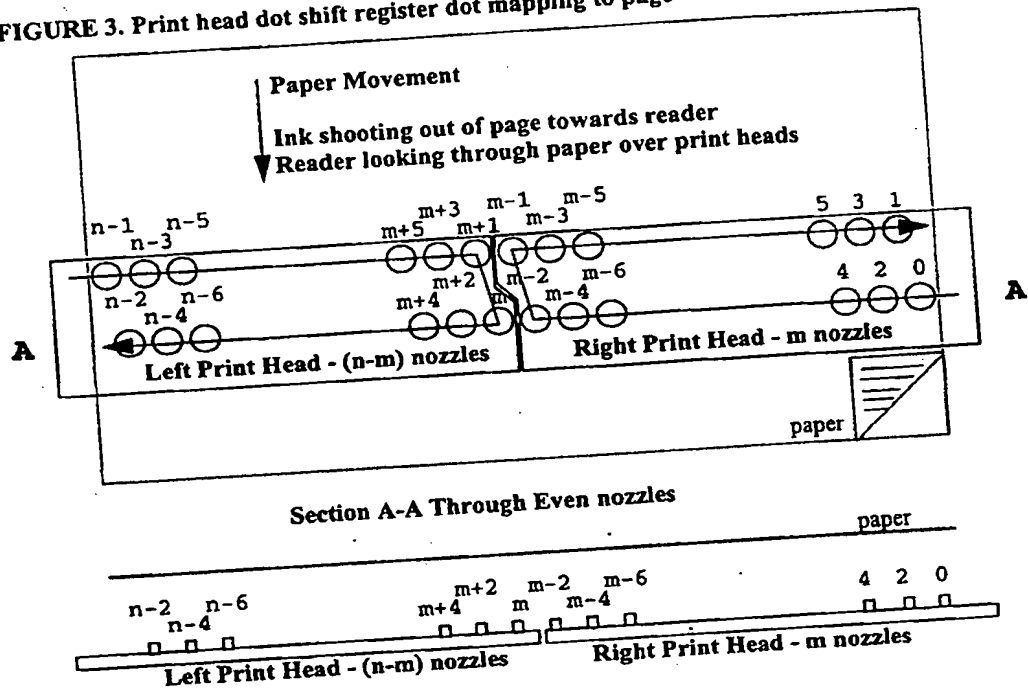 FIGURE 3. Print head dot shift register dot mapping to page
Paper Movement
Ink shooting out of page towards reader
Reader looking through paper over print heads
n-1 n-3 n-5 m+5 m+3 m+1 m-1 m-3 m-5 5 3 1
n-2 n-4 n-6 m+4 m+2 m m-2 m-4 m-6 4 2 0
A A
Left Print Head - (n-m) nozzles Right Print Head - m nozzles
paper
Section A-A Through Even nozzles
paper
n-2 n-4 n-6 m+4 m+2 m m-2 m-4 m-6 4 2 0
Left Print Head - (n-m) nozzles Right Print Head - m nozzles